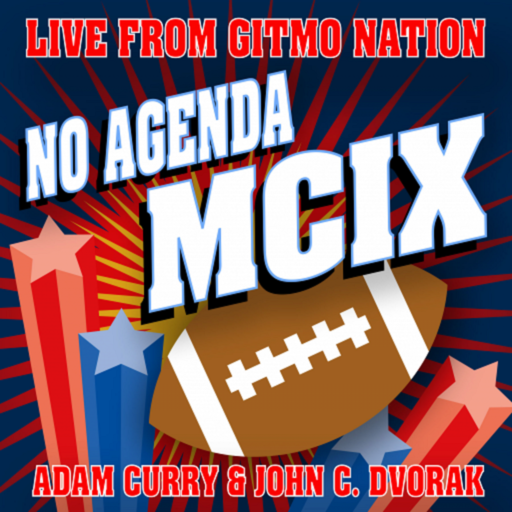 LIVE FROM GITMO NATION
NO AGENDA
MCIX
ADAM CURRY & JOHN C. DVORAK